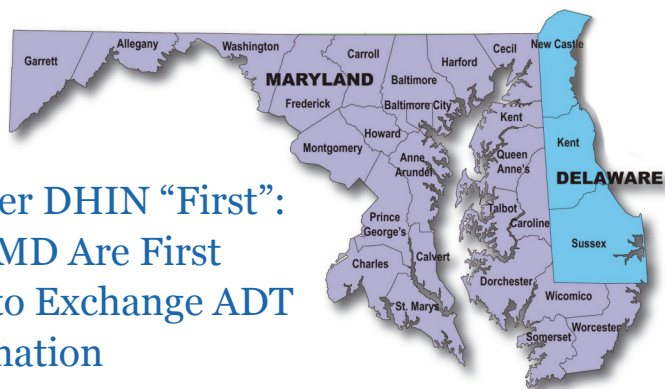 Garrett
Allegany
Washington
Carroll
Harford
Cecil
New Castle
MARYLAND
Baltimore
Frederick
Baltimore City
Kent
Kent
Howard
Montgomery
Anne
Arundel
Queen
Anne's
DELAWARE
Talbot
Caroline
Prince
George's
Sussex
Charles
Calvert
Dorchester
St. Marys
Wicomico
Somerset
Worcester
er DHIN “First”:
MD Are First
to Exchange ADT
nation